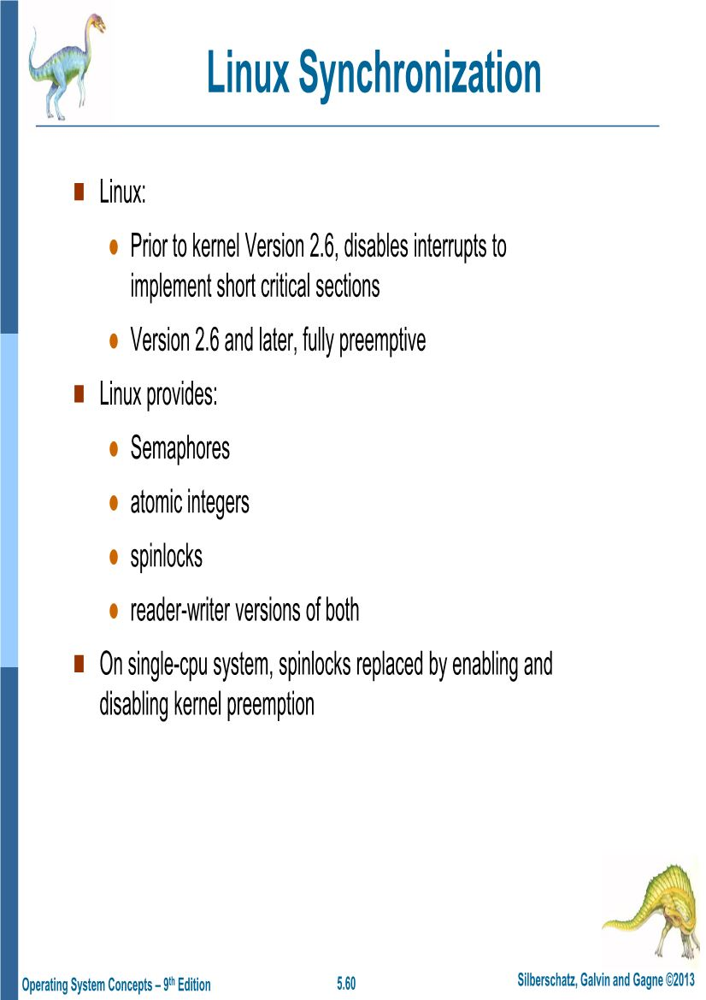 Linux Synchronization
Linux:
Prior to kernel Version 2.6, disables interrupts to
implement short critical sections
Version 2.6 and later, fully preemptive
Linux provides:
Semaphores
atomic integers
spinlocks
reader-writer versions of both
On single-cpu system, spinlocks replaced by enabling and
disabling kernel preemption
Operating System Concepts – 9th Edition
5.60
Silberschatz, Galvin and Gagne ©2013